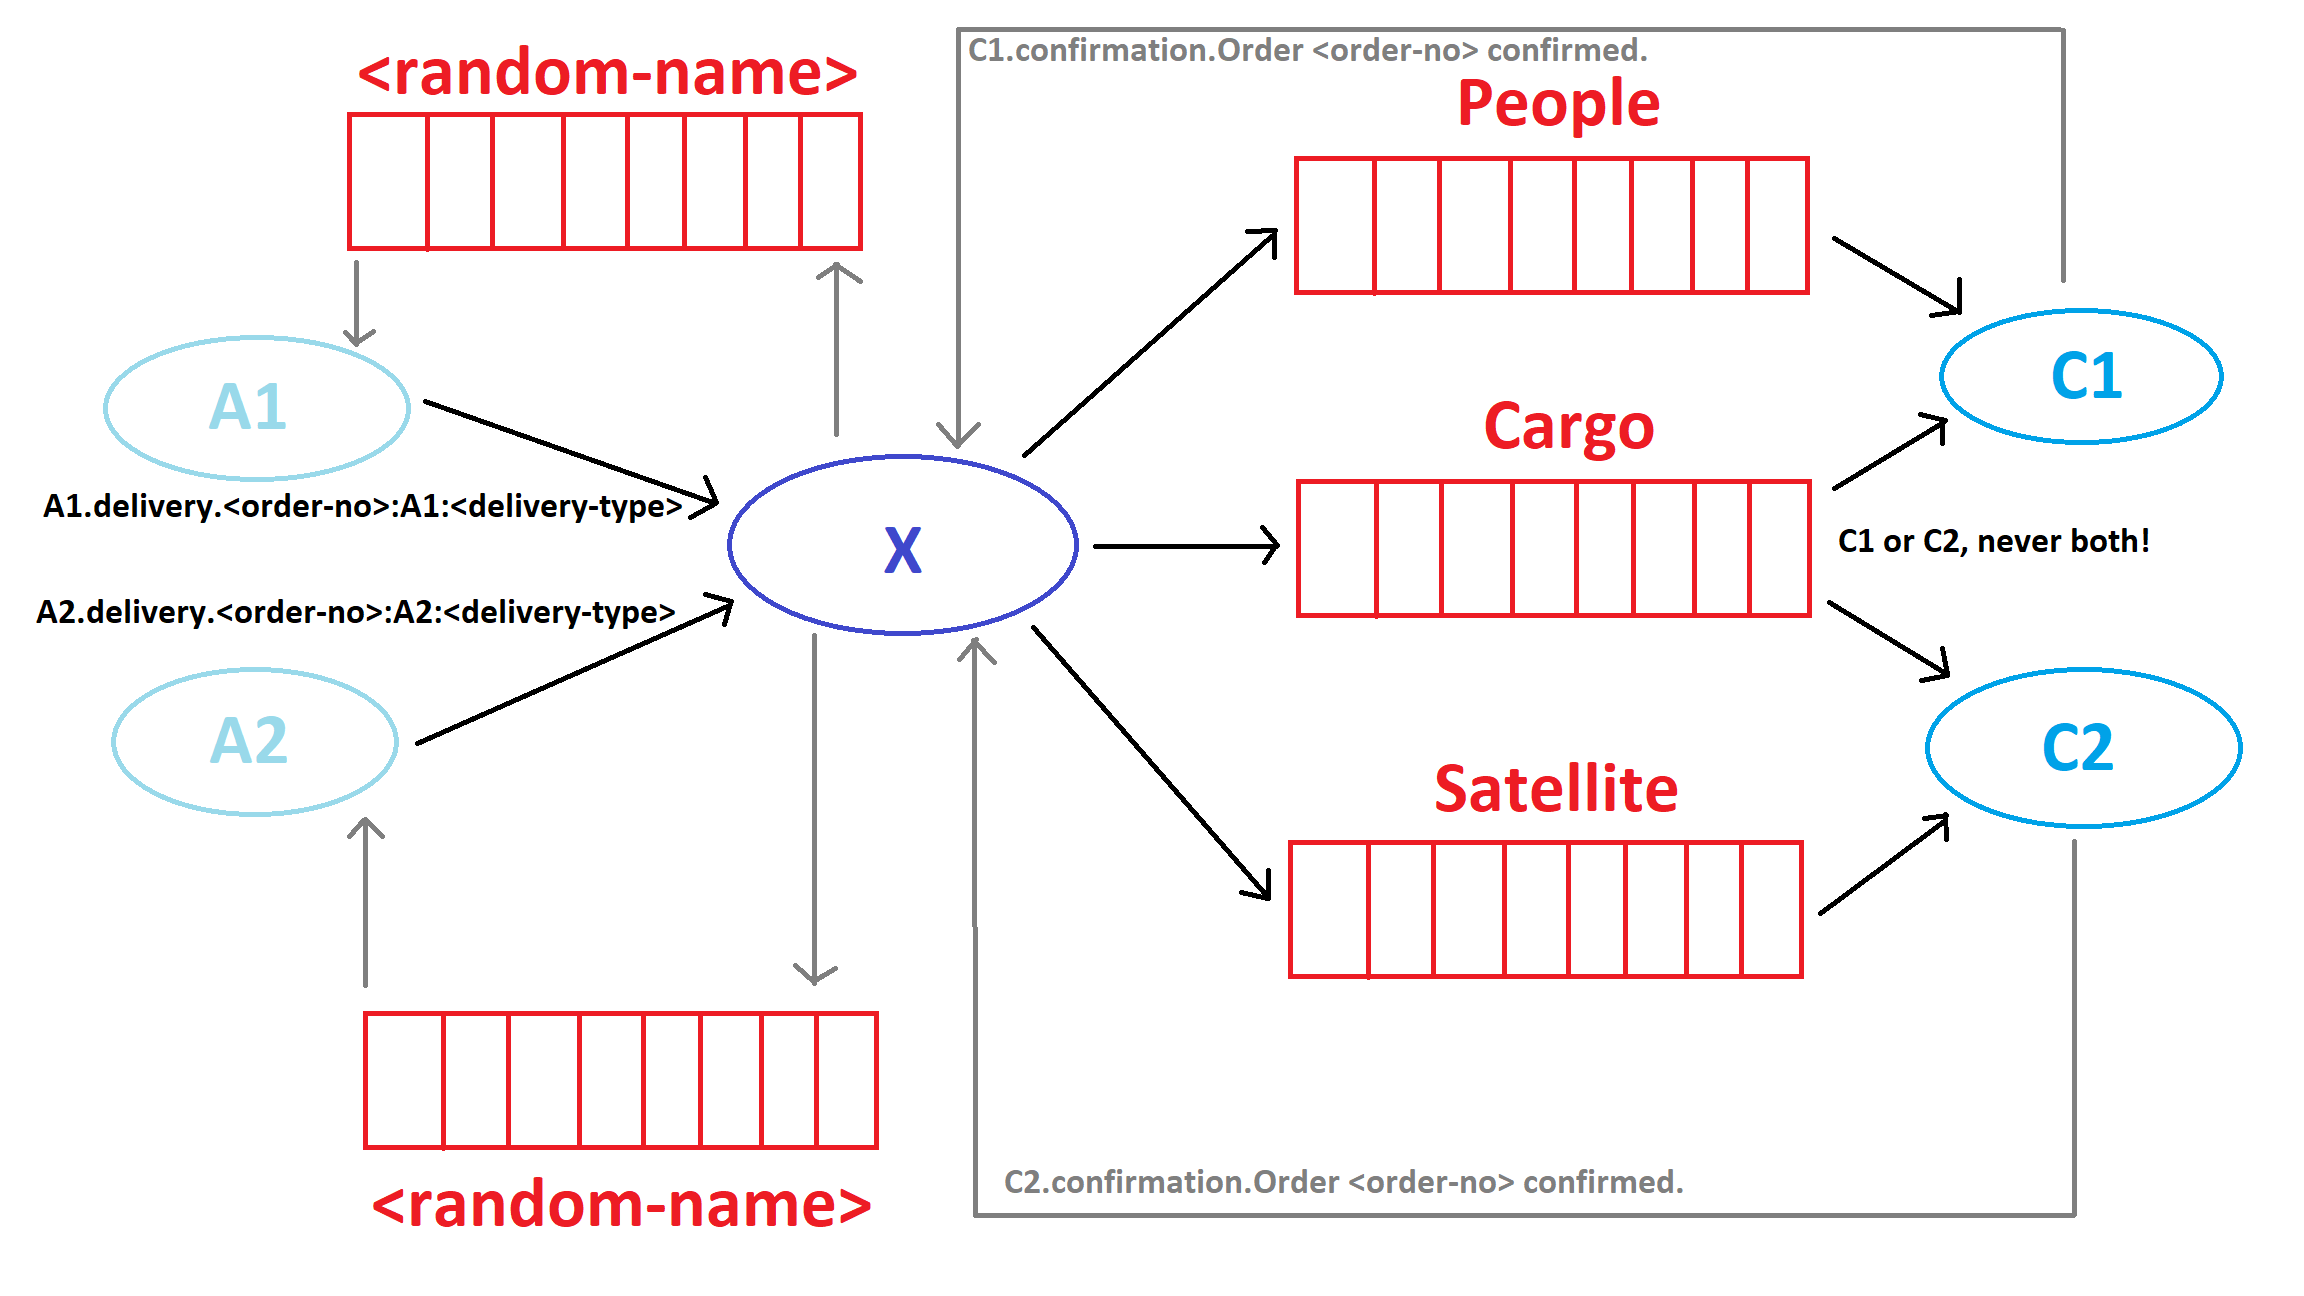 C1.confirmation.Order <order-no> confirmed.
<random-name>
People
A1
C1
Cargo
A1.delivery.<order-no>:A1:<delivery-type>
X
C1 or C2, never both!
A2.delivery.<order-no>:A2:<delivery-type>
A2
C2
Satellite
C2.confirmation.Order <order-no> confirmed.
<random-name>